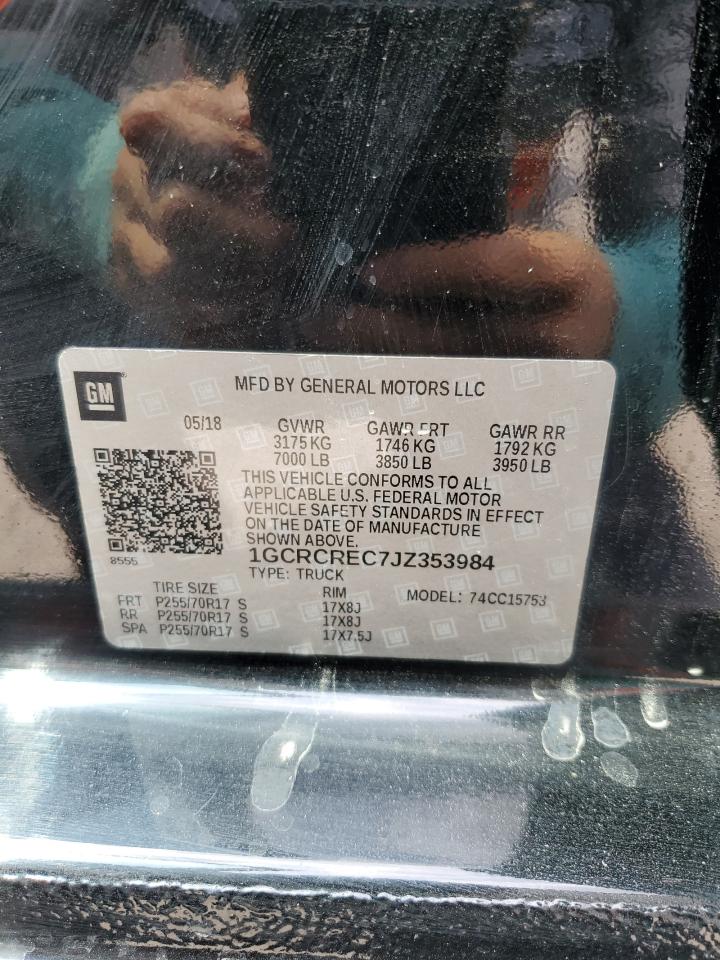 GM
MFD BY GENERAL MOTORS LLC
05/18 GVWR GAWR FRT GAWR RR
3175 KG 1746 KG 1792 KG
7000 LB 3850 LB 3950 LB
THIS VEHICLE CONFORMS TO ALL
APPLICABLE U.S. FEDERAL MOTOR
VEHICLE SAFETY STANDARDS IN EFFECT
ON THE DATE OF MANUFACTURE
SHOWN ABOVE.
8555
1GCRCREC7JZ353984
TYPE: TRUCK
TIRE SIZE RIM MODEL: 74CC15753
FRT P255/70R17 S 17X8J
RR P255/70R17 S 17X8J
SPA P255/70R17 S 17X7.5J